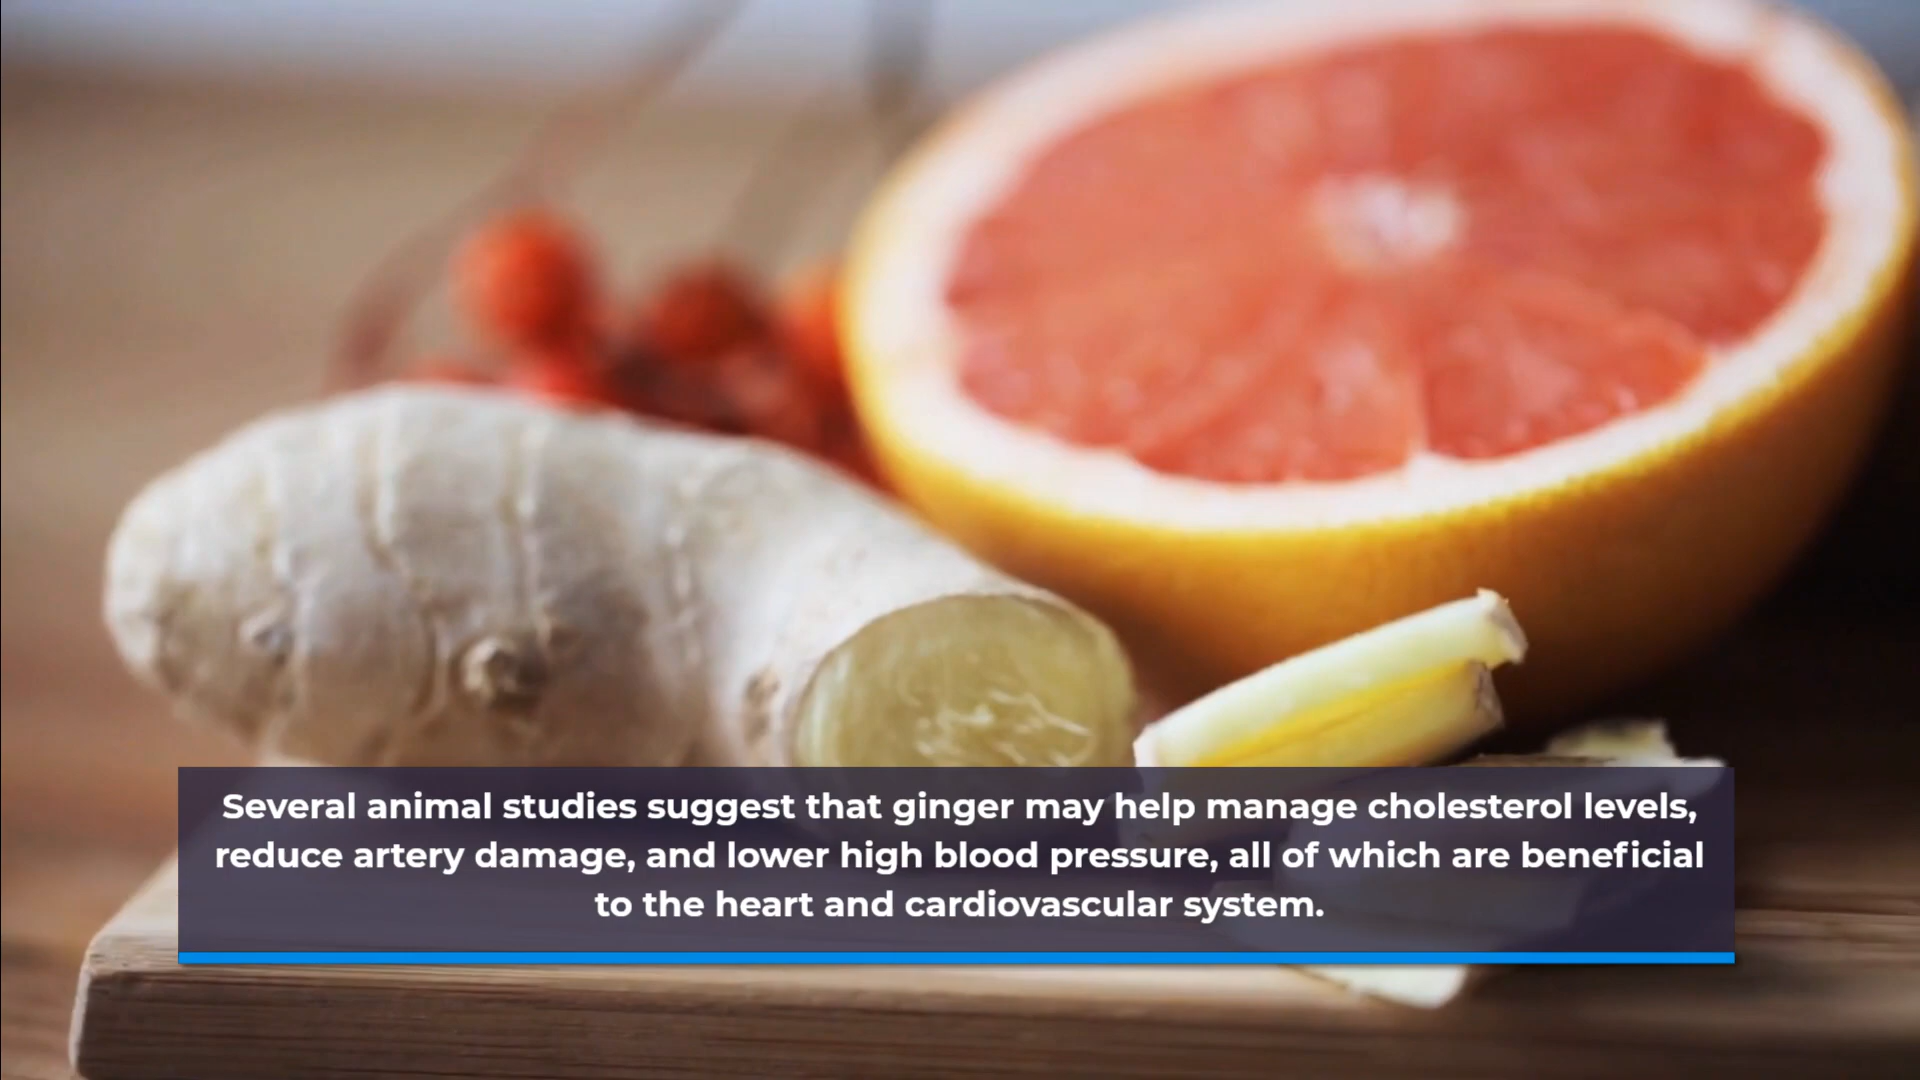 Several animal studies suggest that ginger may help manage cholesterol levels,
reduce artery damage, and lower high blood pressure, all of which are beneficial
to the heart and cardiovascular system.